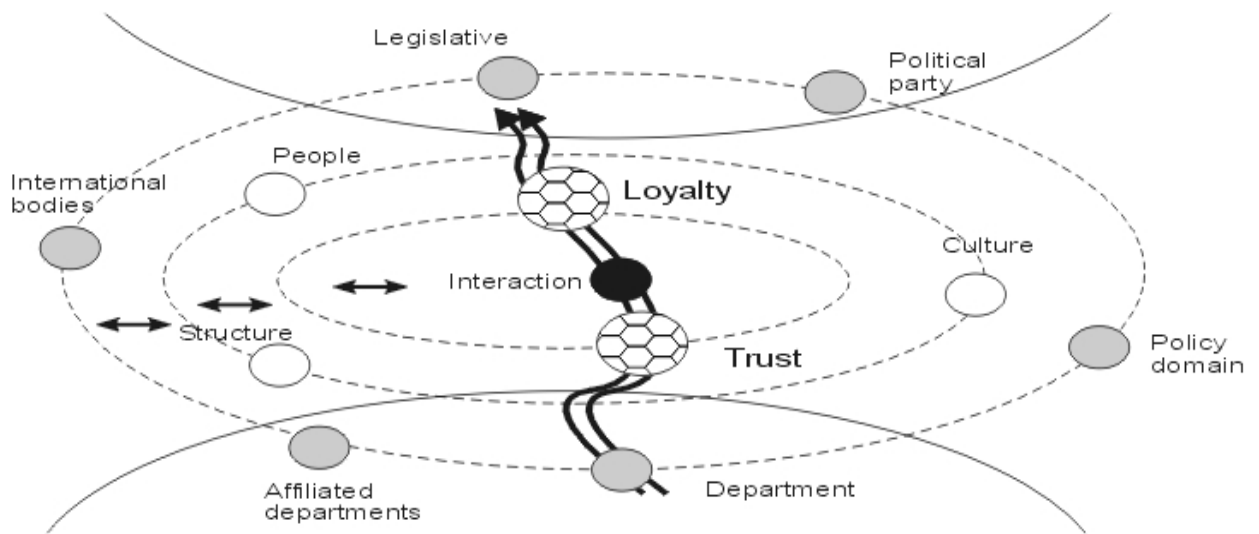 Legislative
Political
party
People
International
bodies
Loyalty
Culture
Interaction
Structure
Trust
Policy
domain
Affiliated
departments
Department